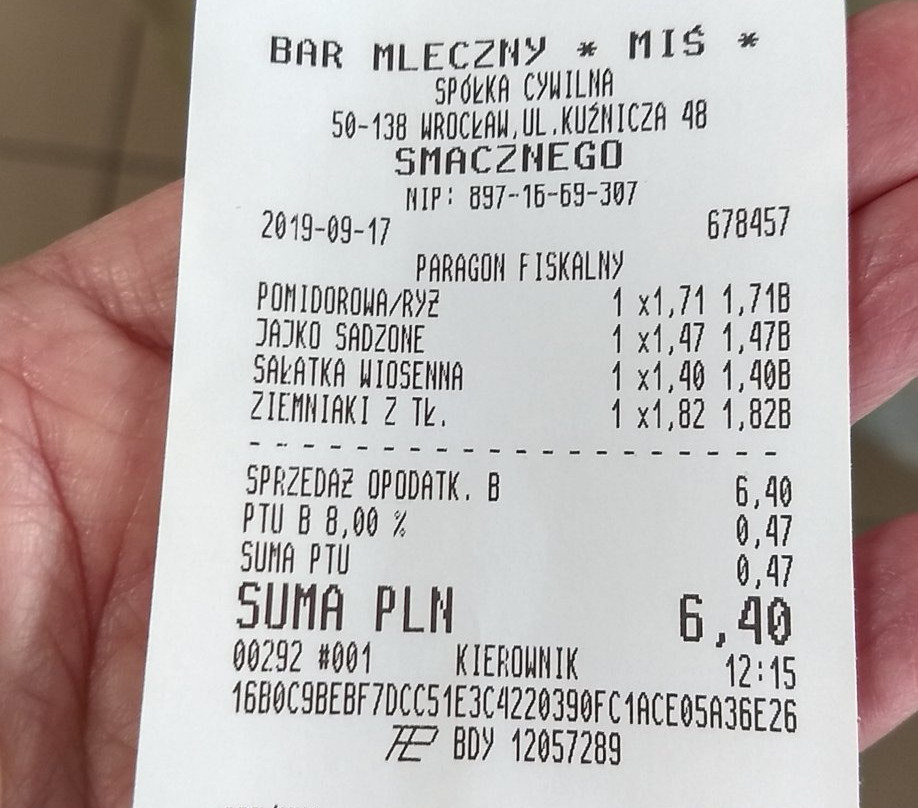 BAR MLECZNY * MIŚ *
SPÓŁKA CYWILNA
50-138 WROCŁAW,UL.KUŹNICZA 48
SMACZNEGO
NIP: 897-16-69-307
2019-09-17 678457
PARAGON FISKALNY
POMIDOROWA/RYŻ 1 x1,71 1,71B
JAJKO SADZONE 1 x1,47 1,47B
SAŁATKA WIOSENNA 1 x1,40 1,40B
ZIEMNIAKI Z TŁ. 1 x1,82 1,82B
- - - - - - - - - - - - - - - - - - - -
SPRZEDAŻ OPODATK. B 6,40
PTU B 8,00 % 0,47
SUMA PTU 0,47
SUMA PLN 6,40
00292 #001 KIEROWNIK 12:15
16B0C9BEBF7DCC51E3C4220390FC1ACE05A36E26
BDY 12057289